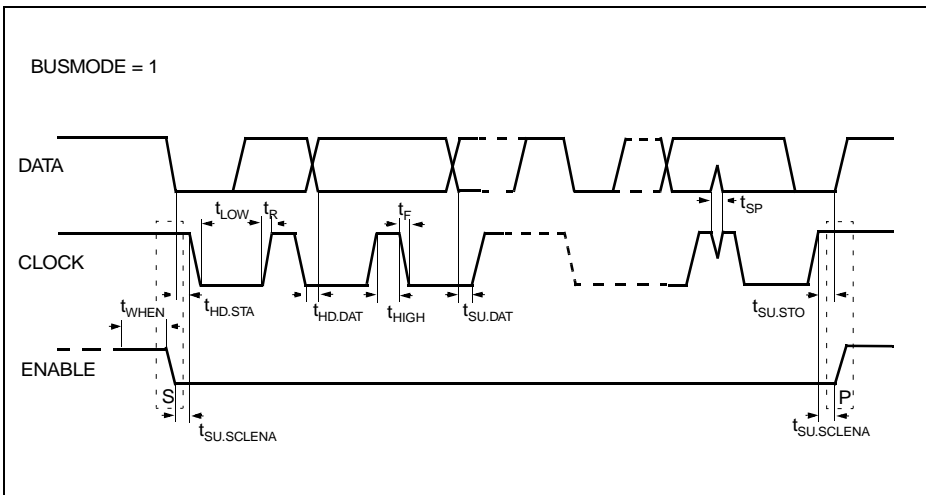 BUSMODE = 1
DATA
tLOW tR tF tSP
CLOCK
tWHEN tHD.STA tHD.DAT tHIGH tSU.DAT tSU.STO
ENABLE
S P
tSU.SCLENA tSU.SCLENA